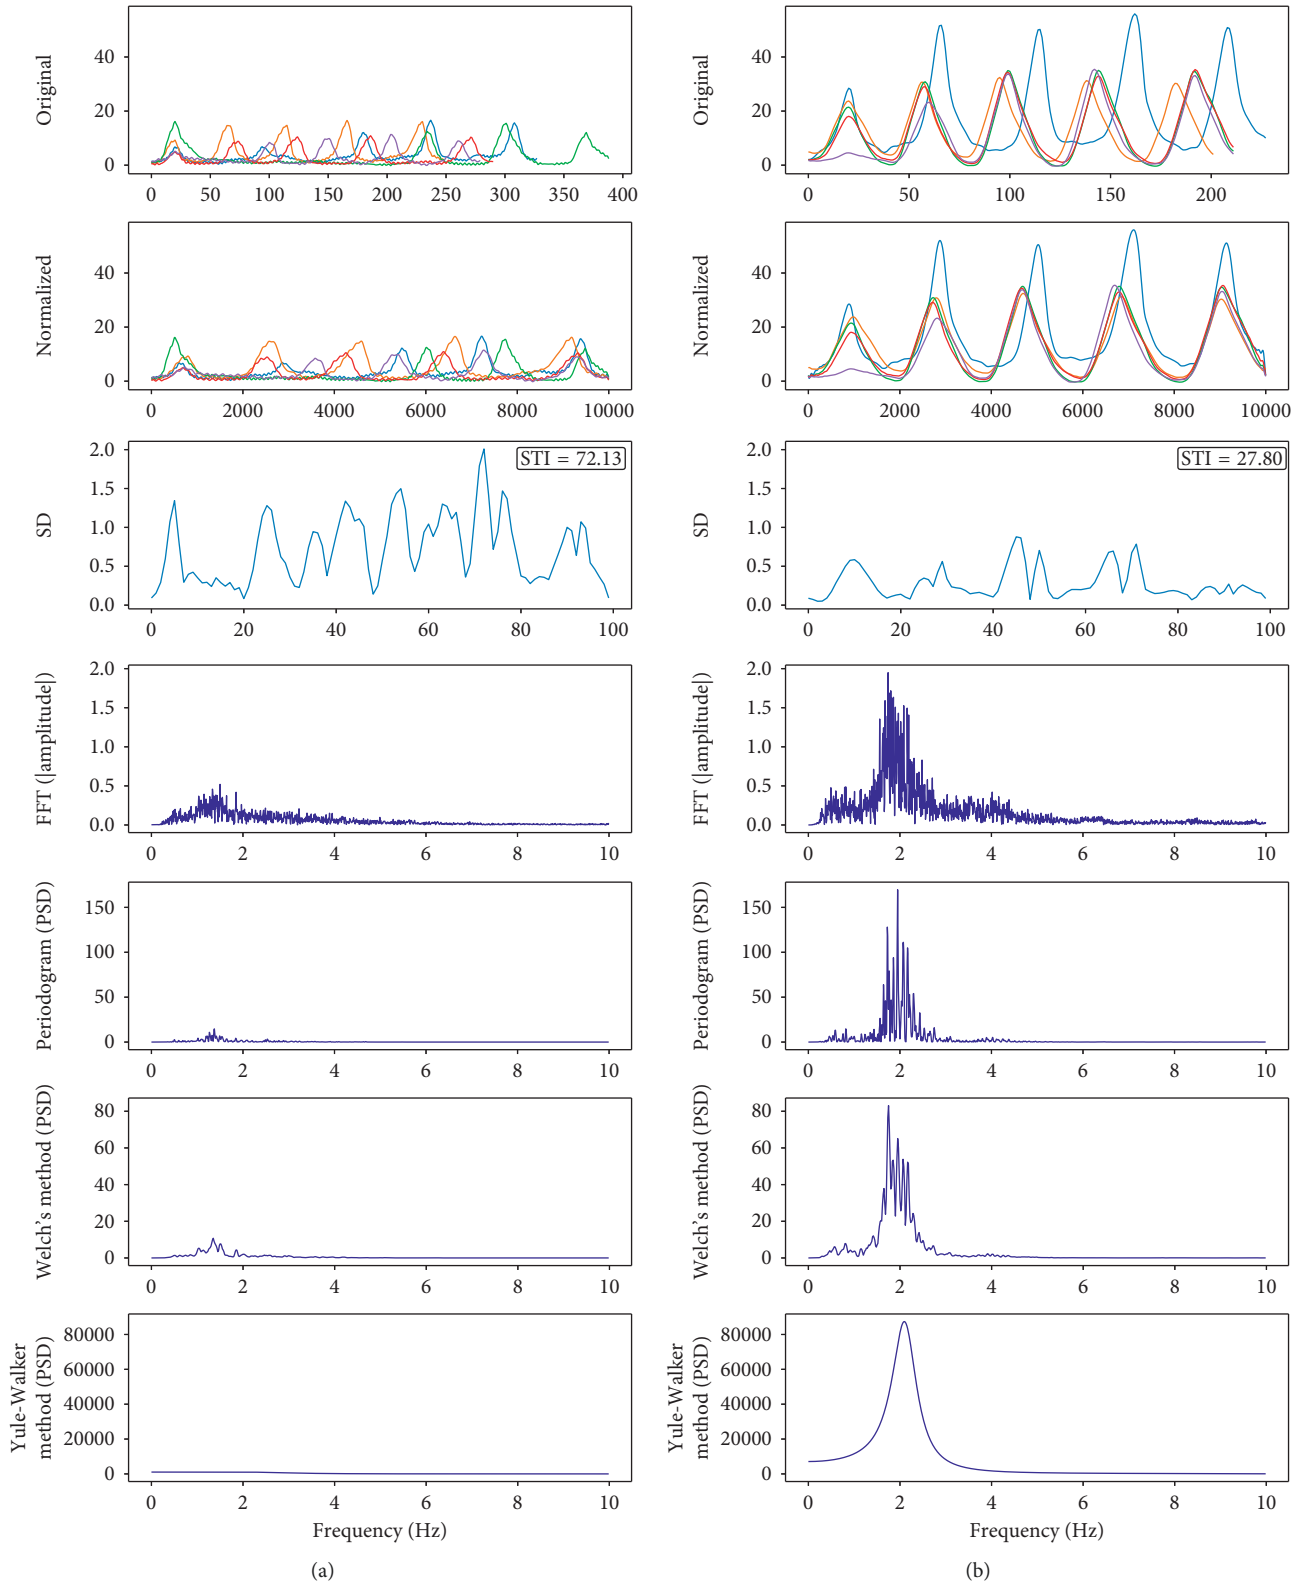 Original
40
20
0
0 50 100 150 200 250 300 350 400
Normalized
40
20
0
0 2000 4000 6000 8000 10000
SD
2.0
1.5
1.0
0.5
0.0
STI = 72.13
0 20 40 60 80 100
FFT (|amplitude|)
2.0
1.5
1.0
0.5
0.0
0 2 4 6 8 10
Periodogram (PSD)
150
100
50
0
0 2 4 6 8 10
Welch's method (PSD)
80
60
40
20
0
0 2 4 6 8 10
Yule-Walker
method (PSD)
80000
60000
40000
20000
0
0 2 4 6 8 10
Frequency (Hz)
(a)
Original
40
20
0
0 50 100 150 200
Normalized
40
20
0
0 2000 4000 6000 8000 10000
SD
2.0
1.5
1.0
0.5
0.0
STI = 27.80
0 20 40 60 80 100
FFT (|amplitude|)
2.0
1.5
1.0
0.5
0.0
0 2 4 6 8 10
Periodogram (PSD)
150
100
50
0
0 2 4 6 8 10
Welch's method (PSD)
80
60
40
20
0
0 2 4 6 8 10
Yule-Walker
method (PSD)
80000
60000
40000
20000
0
0 2 4 6 8 10
Frequency (Hz)
(b)